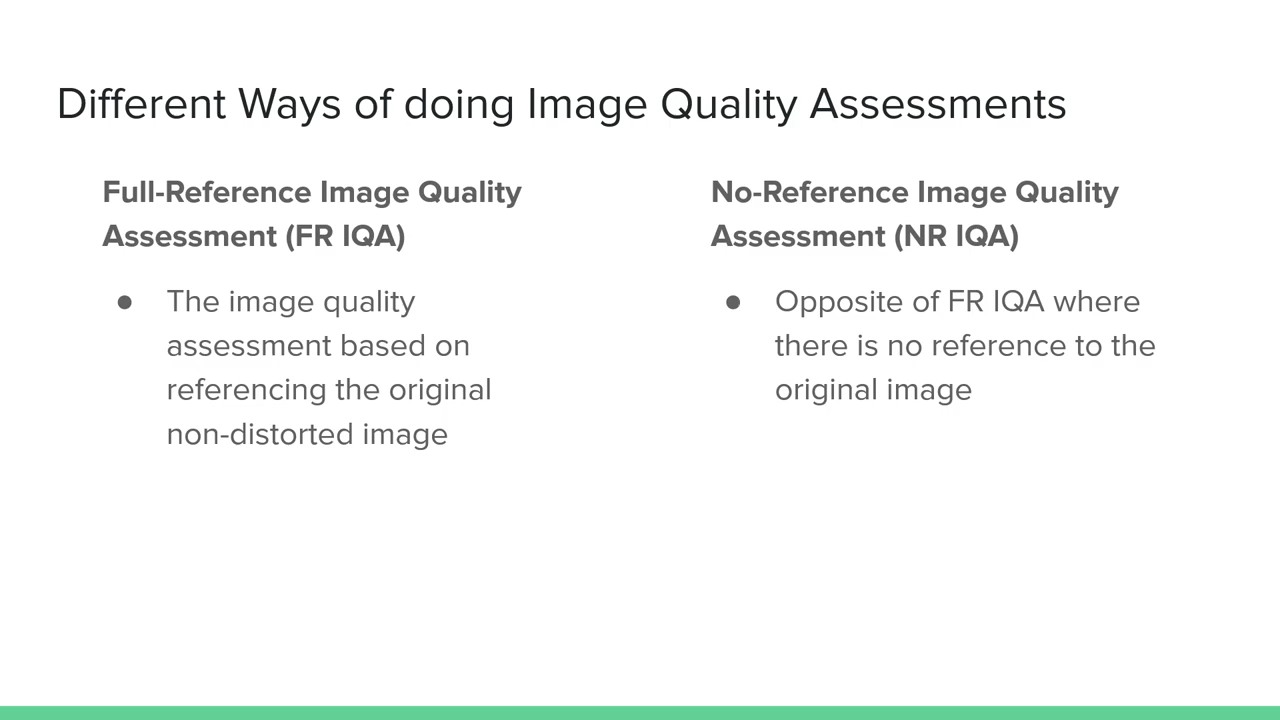 Different Ways of doing Image Quality Assessments
Full-Reference Image Quality
Assessment (FR IQA)
● The image quality
assessment based on
referencing the original
non-distorted image
No-Reference Image Quality
Assessment (NR IQA)
● Opposite of FR IQA where
there is no reference to the
original image